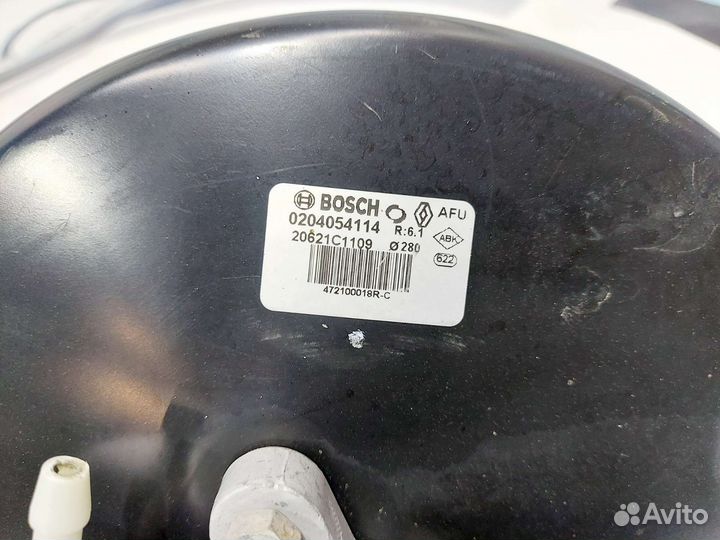 BOSCH AFU
0204054114 R:6.1
20621C1109 Ø280
ABK
622
472100018R-C
Avito